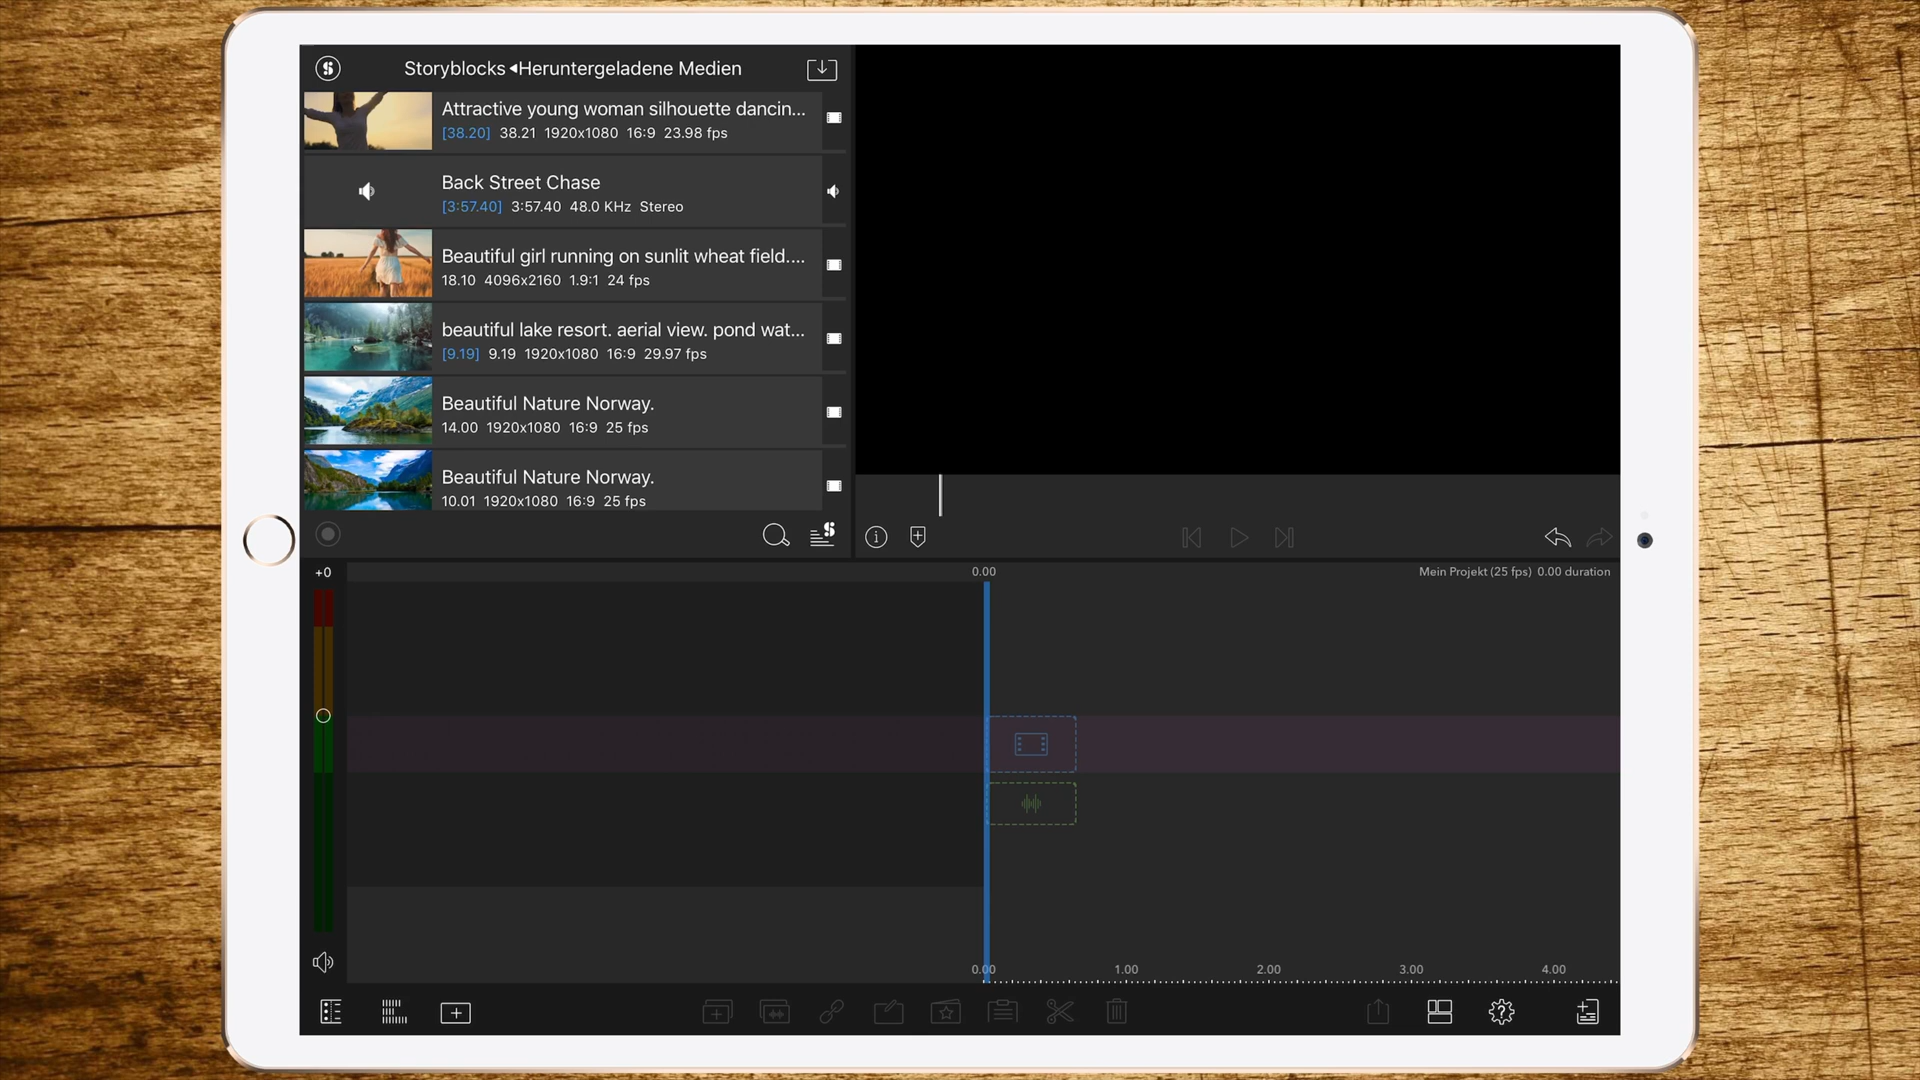 Storyblocks ◂Heruntergeladene Medien
Attractive young woman silhouette dancin...
[38.20] 38.21 1920x1080 16:9 23.98 fps
Back Street Chase
[3:57.40] 3:57.40 48.0 KHz Stereo
Beautiful girl running on sunlit wheat field....
18.10 4096x2160 1.9:1 24 fps
beautiful lake resort. aerial view. pond wat...
[9.19] 9.19 1920x1080 16:9 29.97 fps
Beautiful Nature Norway.
14.00 1920x1080 16:9 25 fps
Beautiful Nature Norway.
10.01 1920x1080 16:9 25 fps
+0
0.00
Mein Projekt (25 fps) 0.00 duration
0.00 1.00 2.00 3.00 4.00